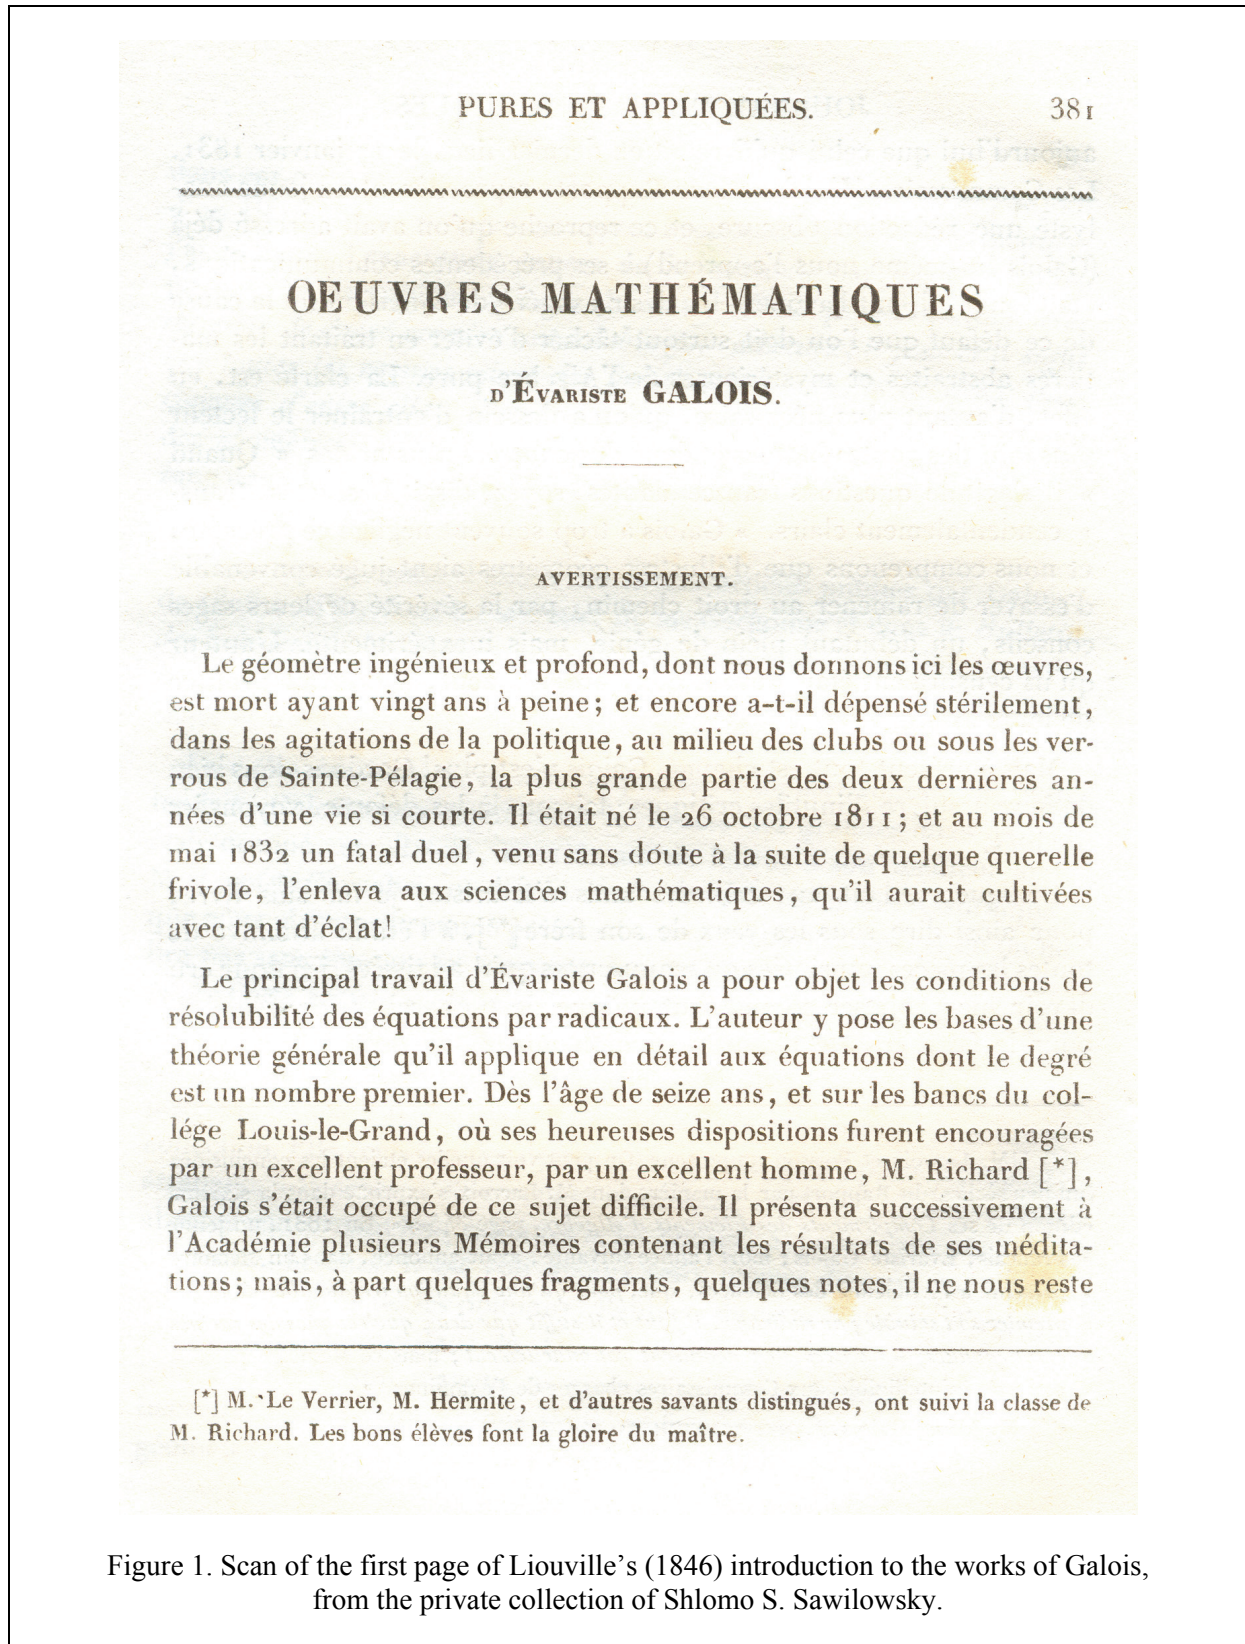 PURES ET APPLIQUÉES. 381
OEUVRES MATHÉMATIQUES
D'ÉVARISTE GALOIS.
AVERTISSEMENT.
Le géomètre ingénieux et profond, dont nous donnons ici les œuvres,
est mort ayant vingt ans à peine; et encore a-t-il dépensé stérilement,
dans les agitations de la politique, au milieu des clubs ou sous les ver-
rous de Sainte-Pélagie, la plus grande partie des deux dernières an-
nées d'une vie si courte. Il était né le 26 octobre 1811; et au mois de
mai 1832 un fatal duel, venu sans doute à la suite de quelque querelle
frivole, l'enleva aux sciences mathématiques, qu'il aurait cultivées
avec tant d'éclat!
Le principal travail d'Évariste Galois a pour objet les conditions de
résolubilité des équations par radicaux. L'auteur y pose les bases d'une
théorie générale qu'il applique en détail aux équations dont le degré
est un nombre premier. Dès l'âge de seize ans, et sur les bancs du col-
lége Louis-le-Grand, où ses heureuses dispositions furent encouragées
par un excellent professeur, par un excellent homme, M. Richard [*],
Galois s'était occupé de ce sujet difficile. Il présenta successivement à
l'Académie plusieurs Mémoires contenant les résultats de ses médita-
tions; mais, à part quelques fragments, quelques notes, il ne nous reste
[*] M. Le Verrier, M. Hermite, et d'autres savants distingués, ont suivi la classe de
M. Richard. Les bons élèves font la gloire du maître.
Figure 1. Scan of the first page of Liouville's (1846) introduction to the works of Galois,
from the private collection of Shlomo S. Sawilowsky.